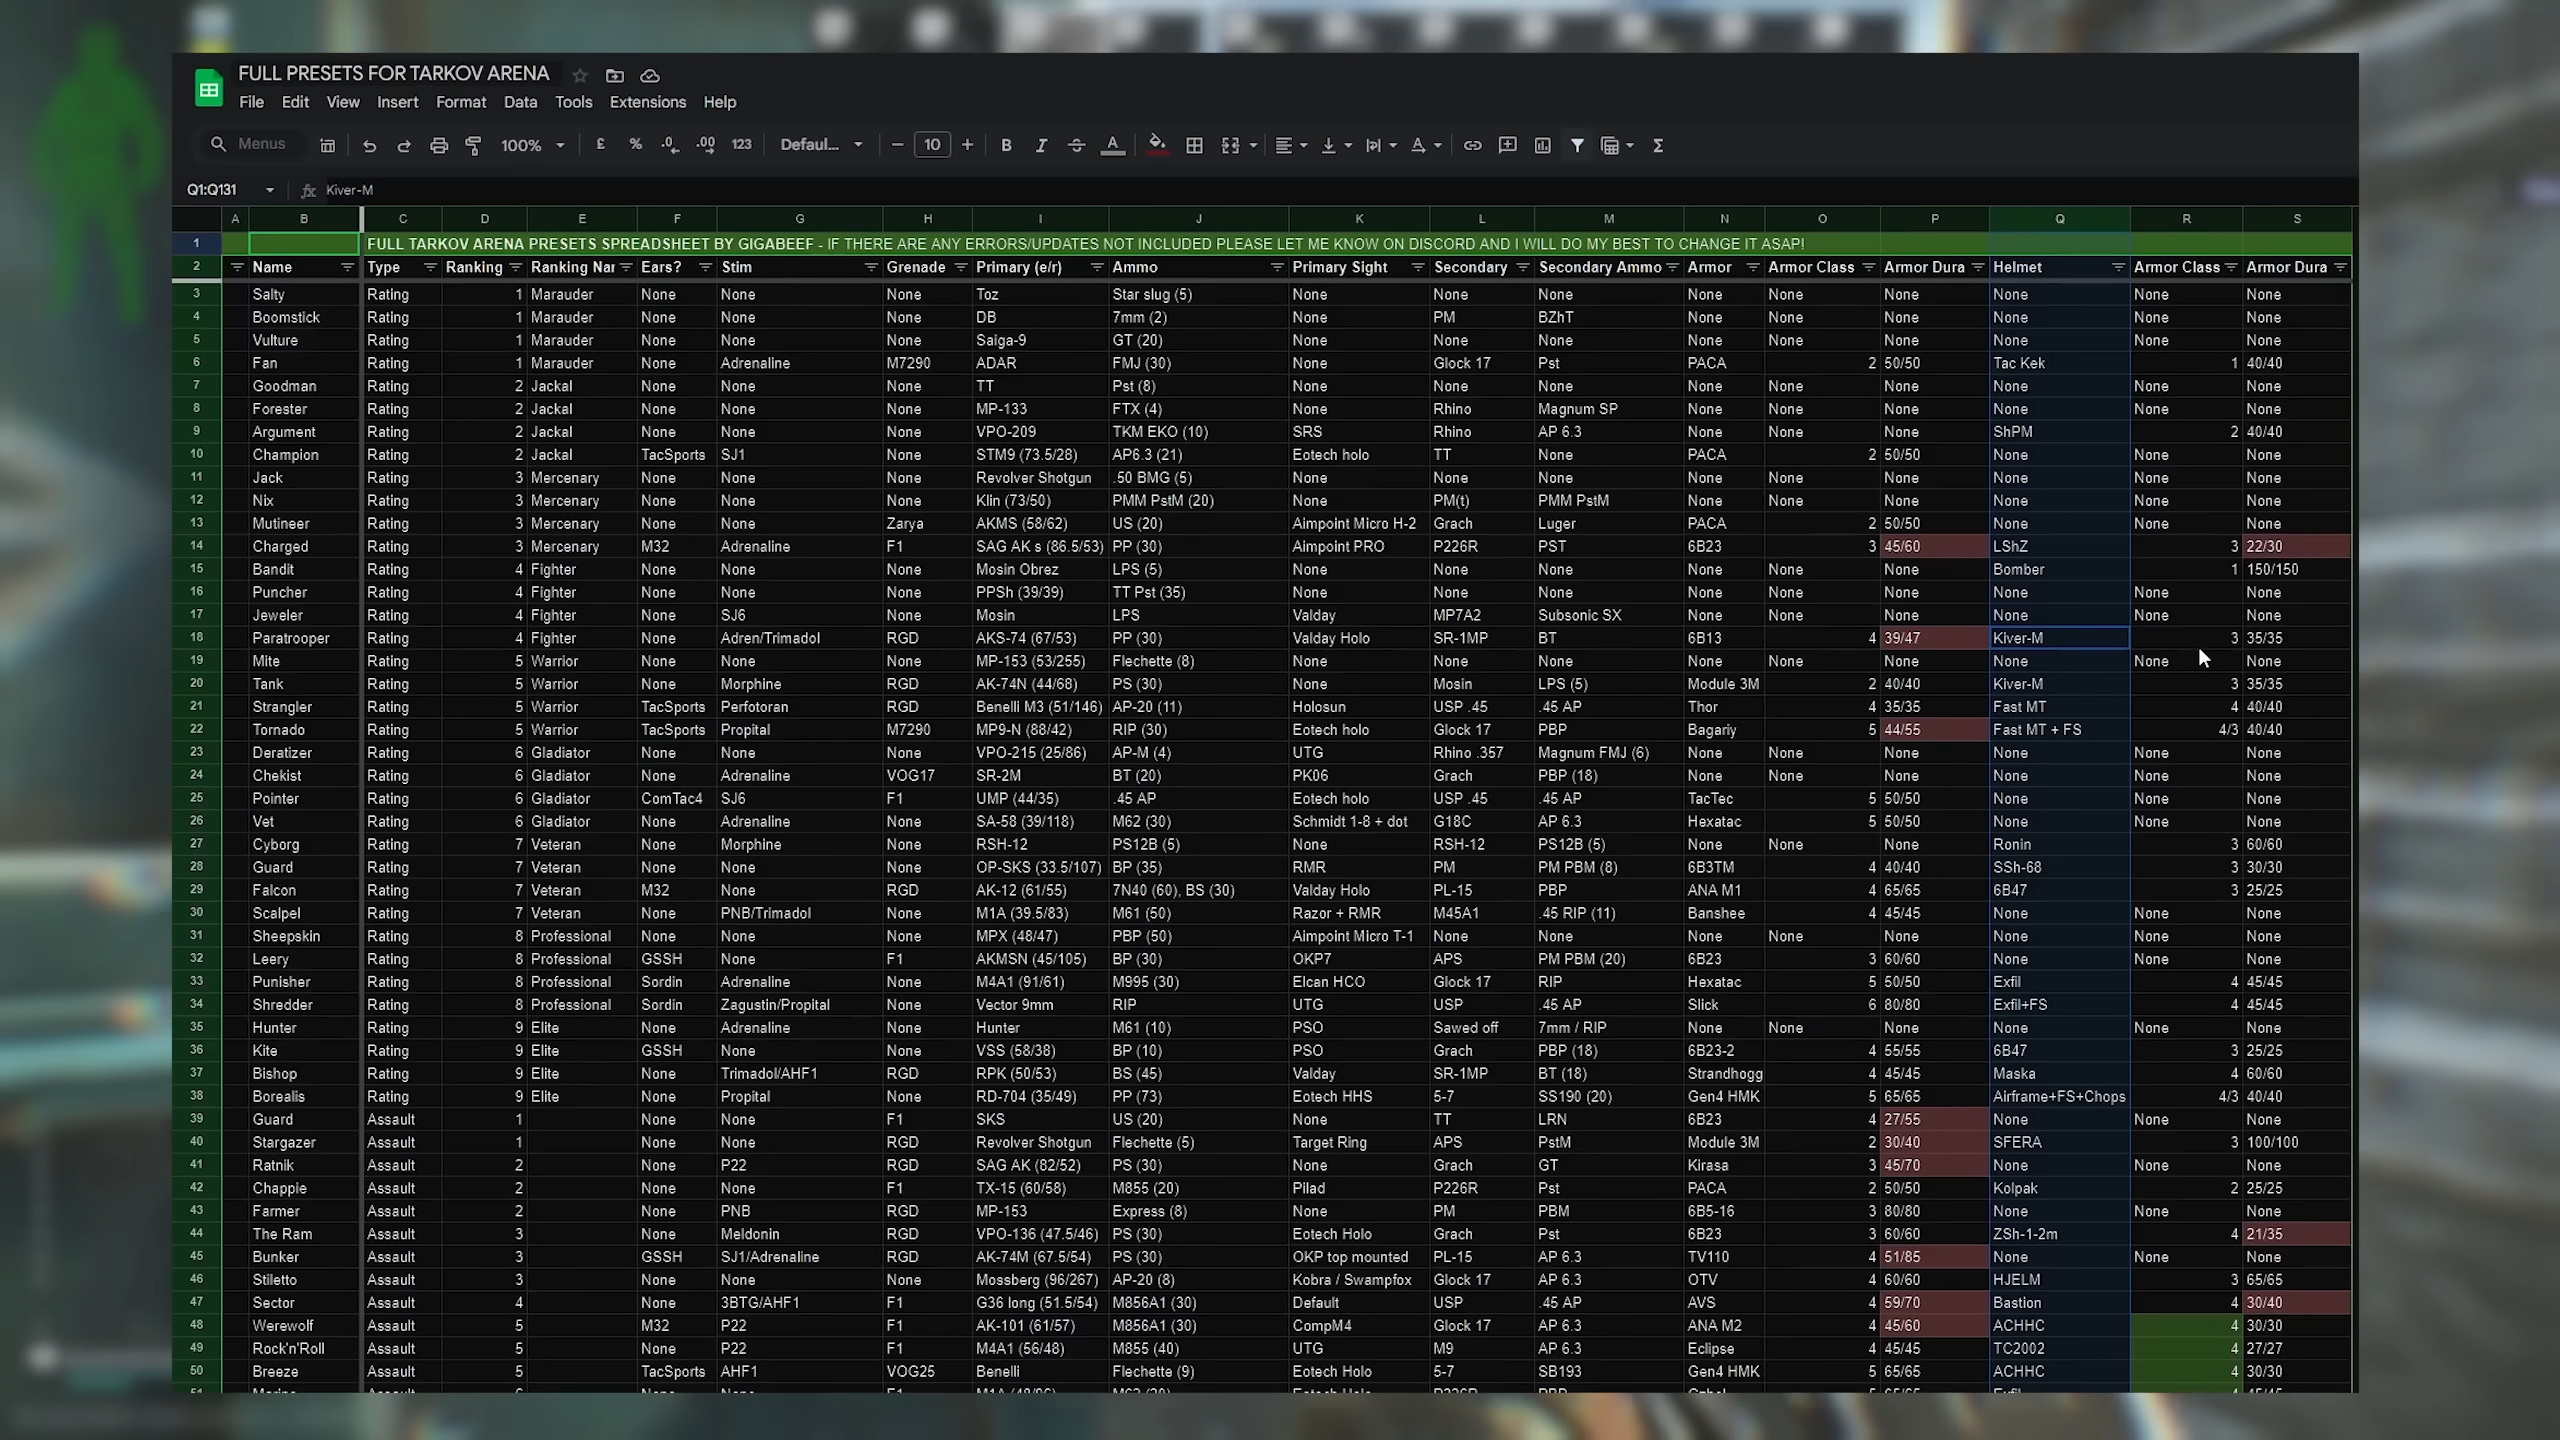 FULL PRESETS FOR TARKOV ARENA
File Edit View Insert Format Data Tools Extensions Help
Menus 100% £ % .0 .00 123 Defaul... − 10 + B I A
Q1:Q131 fx Kiver-M
A B C D E F G H I J K L M N O P Q R S
1 FULL TARKOV ARENA PRESETS SPREADSHEET BY GIGABEEF - IF THERE ARE ANY ERRORS/UPDATES NOT INCLUDED PLEASE LET ME KNOW ON DISCORD AND I WILL DO MY BEST TO CHANGE IT ASAP!
2 Name Type Ranking Ranking Nar Ears? Stim Grenade Primary (e/r) Ammo Primary Sight Secondary Secondary Ammo Armor Armor Class Armor Dura Helmet Armor Class Armor Dura
3 Salty Rating 1 Marauder None None None Toz Star slug (5) None None None None None None None None None
4 Boomstick Rating 1 Marauder None None None DB 7mm (2) None PM BZhT None None None None None None
5 Vulture Rating 1 Marauder None None None Saiga-9 GT (20) None None None None None None None None None
6 Fan Rating 1 Marauder None Adrenaline M7290 ADAR FMJ (30) None Glock 17 Pst PACA 2 50/50 Tac Kek 1 40/40
7 Goodman Rating 2 Jackal None None None TT Pst (8) None None None None None None None None None
8 Forester Rating 2 Jackal None None None MP-133 FTX (4) None Rhino Magnum SP None None None None None None
9 Argument Rating 2 Jackal None None None VPO-209 TKM EKO (10) SRS Rhino AP 6.3 None None None ShPM 2 40/40
10 Champion Rating 2 Jackal TacSports SJ1 None STM9 (73.5/28) AP6.3 (21) Eotech holo TT None PACA 2 50/50 None None None
11 Jack Rating 3 Mercenary None None None Revolver Shotgun .50 BMG (5) None None None None None None None None None
12 Nix Rating 3 Mercenary None None None Klin (73/50) PMM PstM (20) None PM(t) PMM PstM None None None None None None
13 Mutineer Rating 3 Mercenary None None Zarya AKMS (58/62) US (20) Aimpoint Micro H-2 Grach Luger PACA 2 50/50 None None None
14 Charged Rating 3 Mercenary M32 Adrenaline F1 SAG AK s (86.5/53) PP (30) Aimpoint PRO P226R PST 6B23 3 45/60 LShZ 3 22/30
15 Bandit Rating 4 Fighter None None None Mosin Obrez LPS (5) None None None None None None Bomber 1 150/150
16 Puncher Rating 4 Fighter None None None PPSh (39/39) TT Pst (35) None None None None None None None None None
17 Jeweler Rating 4 Fighter None SJ6 None Mosin LPS Valday MP7A2 Subsonic SX None None None None None None
18 Paratrooper Rating 4 Fighter None Adren/Trimadol RGD AKS-74 (67/53) PP (30) Valday Holo SR-1MP BT 6B13 4 39/47 Kiver-M 3 35/35
19 Mite Rating 5 Warrior None None None MP-153 (53/255) Flechette (8) None None None None None None None None None
20 Tank Rating 5 Warrior None Morphine RGD AK-74N (44/68) PS (30) None Mosin LPS (5) Module 3M 2 40/40 Kiver-M 3 35/35
21 Strangler Rating 5 Warrior TacSports Perfotoran RGD Benelli M3 (51/146) AP-20 (11) Holosun USP .45 .45 AP Thor 4 35/35 Fast MT 4 40/40
22 Tornado Rating 5 Warrior TacSports Propital M7290 MP9-N (88/42) RIP (30) Eotech holo Glock 17 PBP Bagariy 5 44/55 Fast MT + FS 4/3 40/40
23 Deratizer Rating 6 Gladiator None None None VPO-215 (25/86) AP-M (4) UTG Rhino .357 Magnum FMJ (6) None None None None None None
24 Chekist Rating 6 Gladiator None Adrenaline VOG17 SR-2M BT (20) PK06 Grach PBP (18) None None None None None None
25 Pointer Rating 6 Gladiator ComTac4 SJ6 F1 UMP (44/35) .45 AP Eotech holo USP .45 .45 AP TacTec 5 50/50 None None None
26 Vet Rating 6 Gladiator None Adrenaline None SA-58 (39/118) M62 (30) Schmidt 1-8 + dot G18C AP 6.3 Hexatac 5 50/50 None None None
27 Cyborg Rating 7 Veteran None Morphine None RSH-12 PS12B (5) None RSH-12 PS12B (5) None None None Ronin 3 60/60
28 Guard Rating 7 Veteran None None None OP-SKS (33.5/107) BP (35) RMR PM PM PBM (8) 6B3TM 4 40/40 SSh-68 3 30/30
29 Falcon Rating 7 Veteran M32 None RGD AK-12 (61/55) 7N40 (60), BS (30) Valday Holo PL-15 PBP ANA M1 4 65/65 6B47 3 25/25
30 Scalpel Rating 7 Veteran None PNB/Trimadol None M1A (39.5/83) M61 (50) Razor + RMR M45A1 .45 RIP (11) Banshee 4 45/45 None None None
31 Sheepskin Rating 8 Professional None None None MPX (48/47) PBP (50) Aimpoint Micro T-1 None None None None None None None None
32 Leery Rating 8 Professional GSSH None F1 AKMSN (45/105) BP (30) OKP7 APS PM PBM (20) 6B23 3 60/60 None None None
33 Punisher Rating 8 Professional Sordin Adrenaline None M4A1 (91/61) M995 (30) Elcan HCO Glock 17 RIP Hexatac 5 50/50 Exfil 4 45/45
34 Shredder Rating 8 Professional Sordin Zagustin/Propital None Vector 9mm RIP UTG USP .45 AP Slick 6 80/80 Exfil+FS 4 45/45
35 Hunter Rating 9 Elite None Adrenaline None Hunter M61 (10) PSO Sawed off 7mm / RIP None None None None None None
36 Kite Rating 9 Elite GSSH None None VSS (58/38) BP (10) PSO Grach PBP (18) 6B23-2 4 55/55 6B47 3 25/25
37 Bishop Rating 9 Elite None Trimadol/AHF1 RGD RPK (50/53) BS (45) Valday SR-1MP BT (18) Strandhogg 4 45/45 Maska 4 60/60
38 Borealis Rating 9 Elite None Propital None RD-704 (35/49) PP (73) Eotech HHS 5-7 SS190 (20) Gen4 HMK 5 65/65 Airframe+FS+Chops 4/3 40/40
39 Guard Assault 1 None None F1 SKS US (20) None TT LRN 6B23 4 27/55 None None None
40 Stargazer Assault 1 None None RGD Revolver Shotgun Flechette (5) Target Ring APS PstM Module 3M 2 30/40 SFERA 3 100/100
41 Ratnik Assault 2 None P22 RGD SAG AK (82/52) PS (30) None Grach GT Kirasa 3 45/70 None None None
42 Chappie Assault 2 None None F1 TX-15 (60/58) M855 (20) Pilad P226R Pst PACA 2 50/50 Kolpak 2 25/25
43 Farmer Assault 2 None PNB RGD MP-153 Express (8) None PM PBM 6B5-16 3 80/80 None None None
44 The Ram Assault 3 None Meldonin RGD VPO-136 (47.5/46) PS (30) Eotech Holo Grach Pst 6B23 3 60/60 ZSh-1-2m 4 21/35
45 Bunker Assault 3 GSSH SJ1/Adrenaline RGD AK-74M (67.5/54) PS (30) OKP top mounted PL-15 AP 6.3 TV110 4 51/85 None None None
46 Stiletto Assault 3 None None None Mossberg (96/267) AP-20 (8) Kobra / Swampfox Glock 17 AP 6.3 OTV 4 60/60 HJELM 3 65/65
47 Sector Assault 4 None 3BTG/AHF1 F1 G36 long (51.5/54) M856A1 (30) Default USP .45 AP AVS 4 59/70 Bastion 4 30/40
48 Werewolf Assault 5 M32 P22 F1 AK-101 (61/57) M856A1 (30) CompM4 Glock 17 AP 6.3 ANA M2 4 45/60 ACHHC 4 30/30
49 Rock'n'Roll Assault 5 None P22 F1 M4A1 (56/48) M855 (40) UTG M9 AP 6.3 Eclipse 4 45/45 TC2002 4 27/27
50 Breeze Assault 5 TacSports AHF1 VOG25 Benelli Flechette (9) Eotech Holo 5-7 SB193 Gen4 HMK 5 65/65 ACHHC 4 30/30